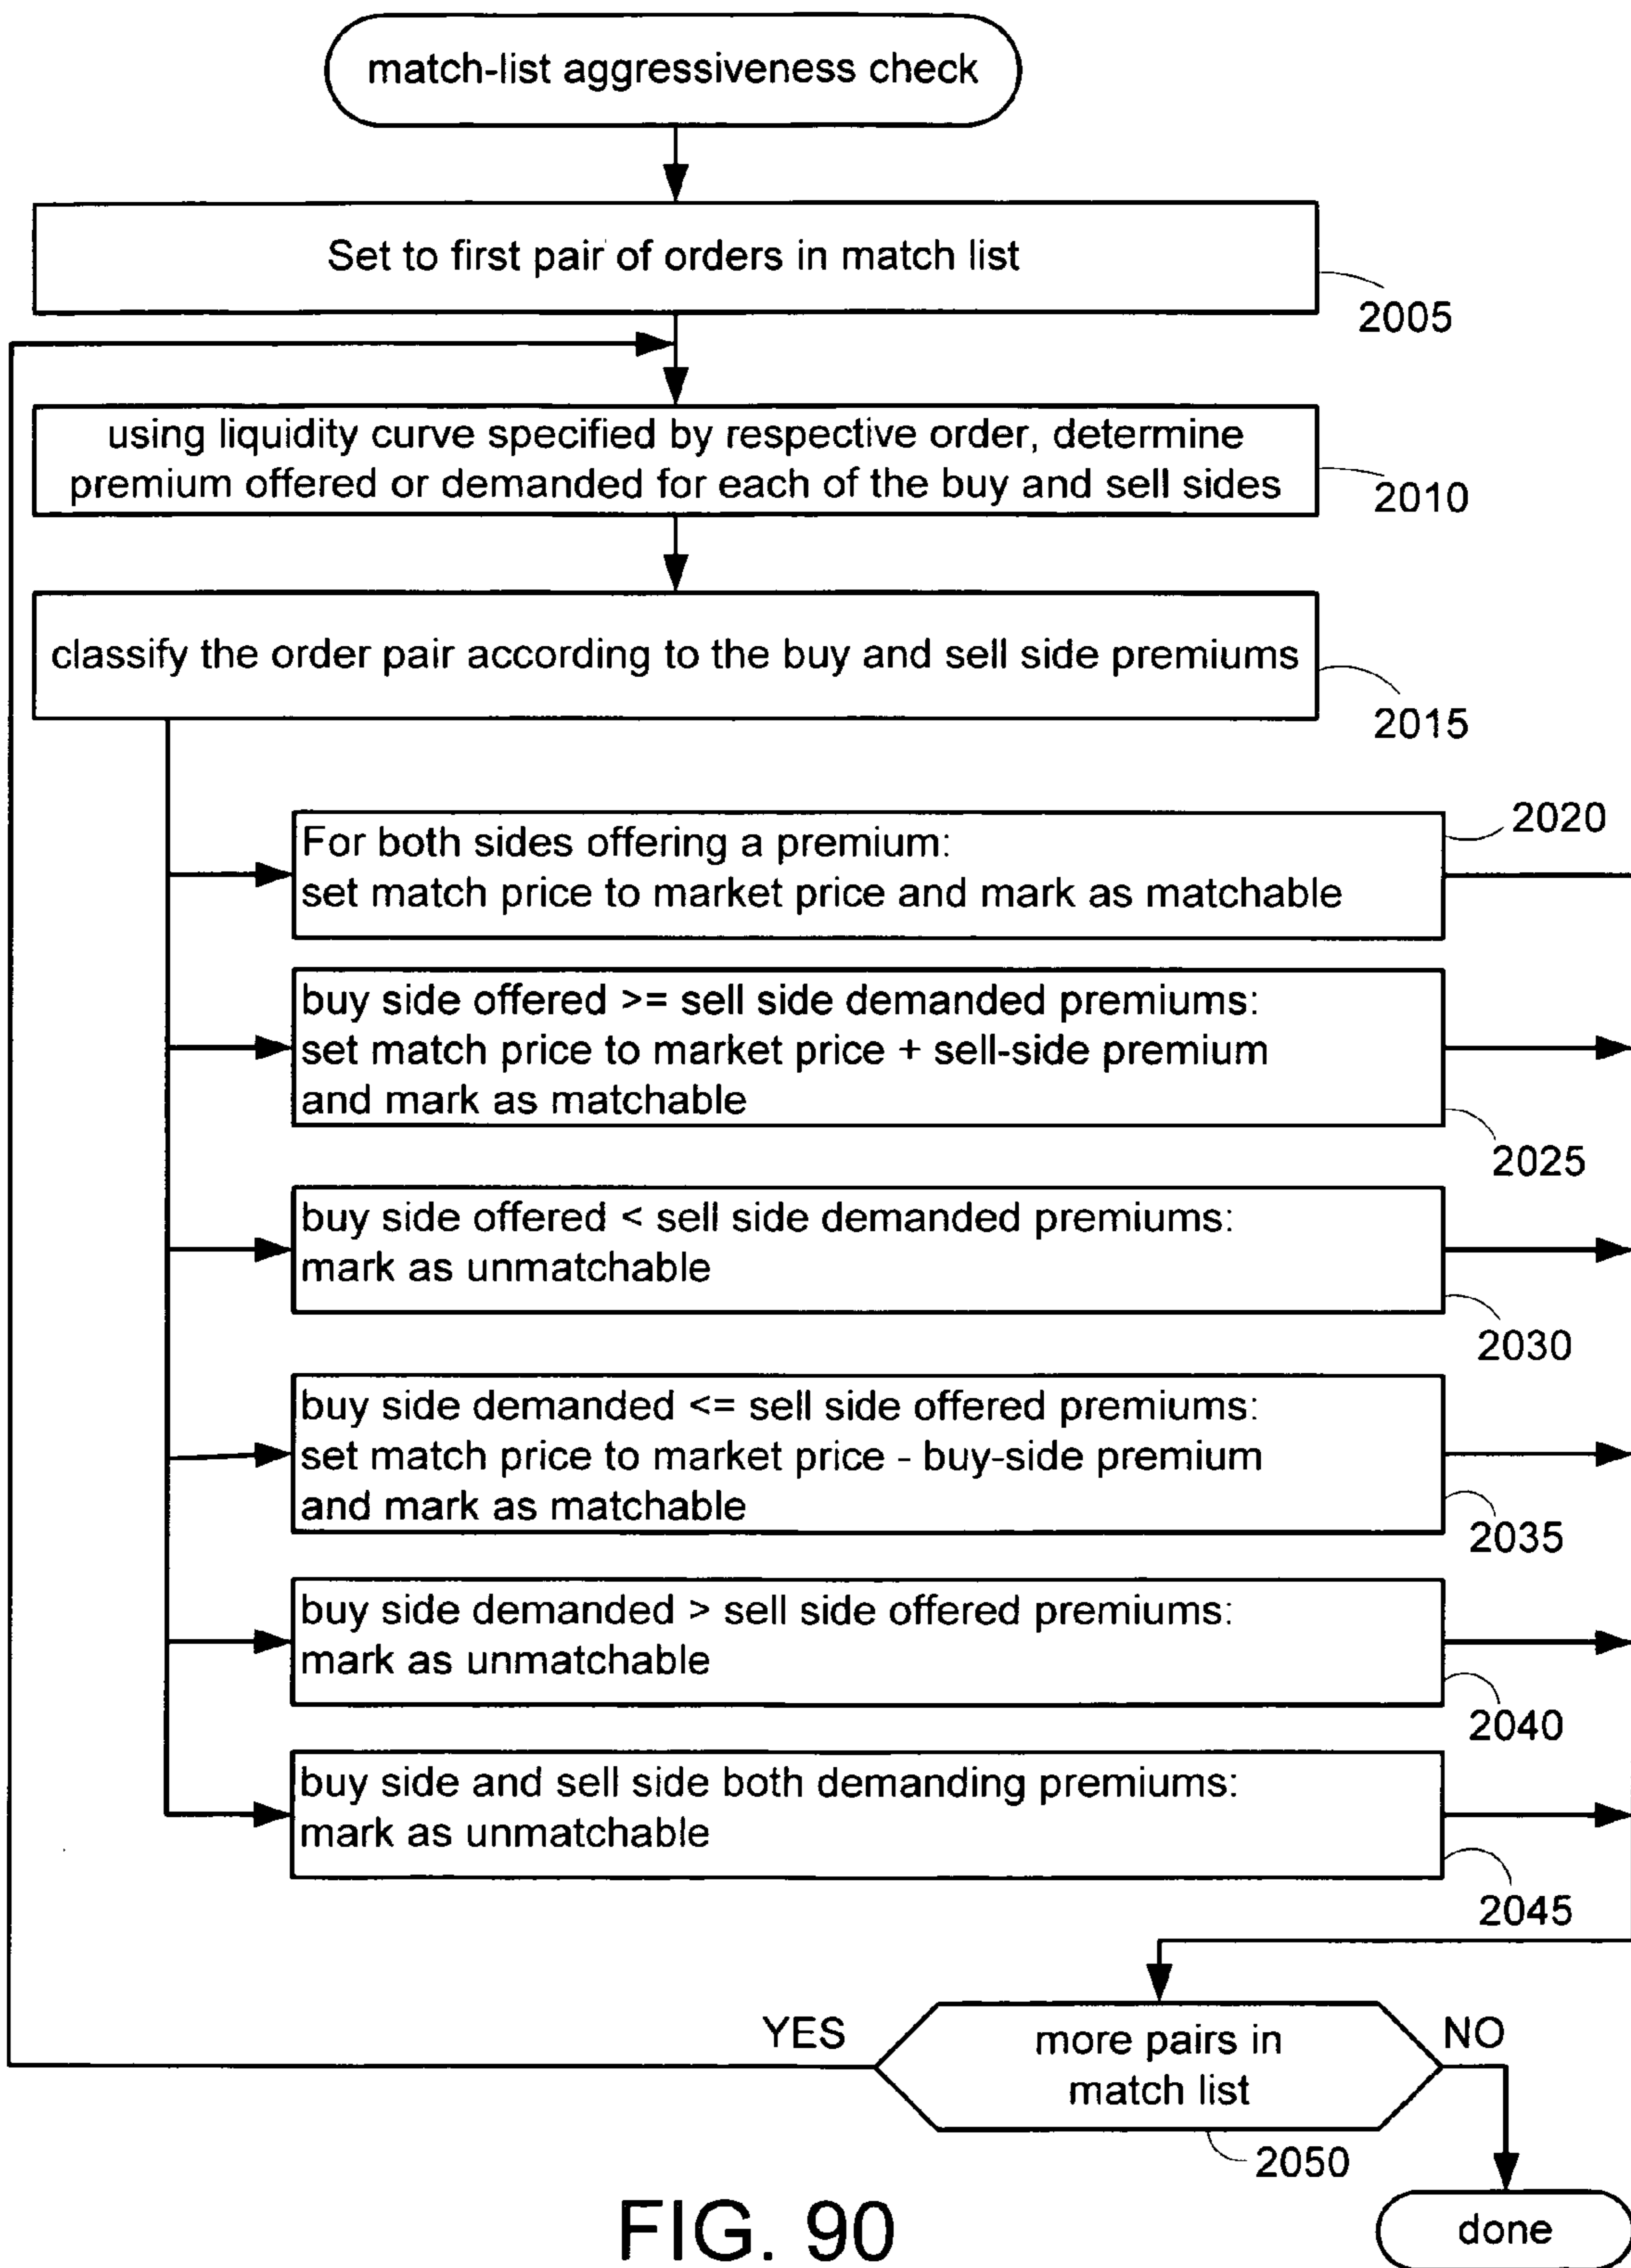 match-list aggressiveness check
Set to first pair of orders in match list
2005
using liquidity curve specified by respective order, determine
premium offered or demanded for each of the buy and sell sides
2010
classify the order pair according to the buy and sell side premiums
2015
For both sides offering a premium:
set match price to market price and mark as matchable
2020
buy side offered >= sell side demanded premiums:
set match price to market price + sell-side premium
and mark as matchable
2025
buy side offered < sell side demanded premiums:
mark as unmatchable
2030
buy side demanded <= sell side offered premiums:
set match price to market price - buy-side premium
and mark as matchable
2035
buy side demanded > sell side offered premiums:
mark as unmatchable
2040
buy side and sell side both demanding premiums:
mark as unmatchable
2045
YES
more pairs in
match list
NO
2050
done
FIG. 90